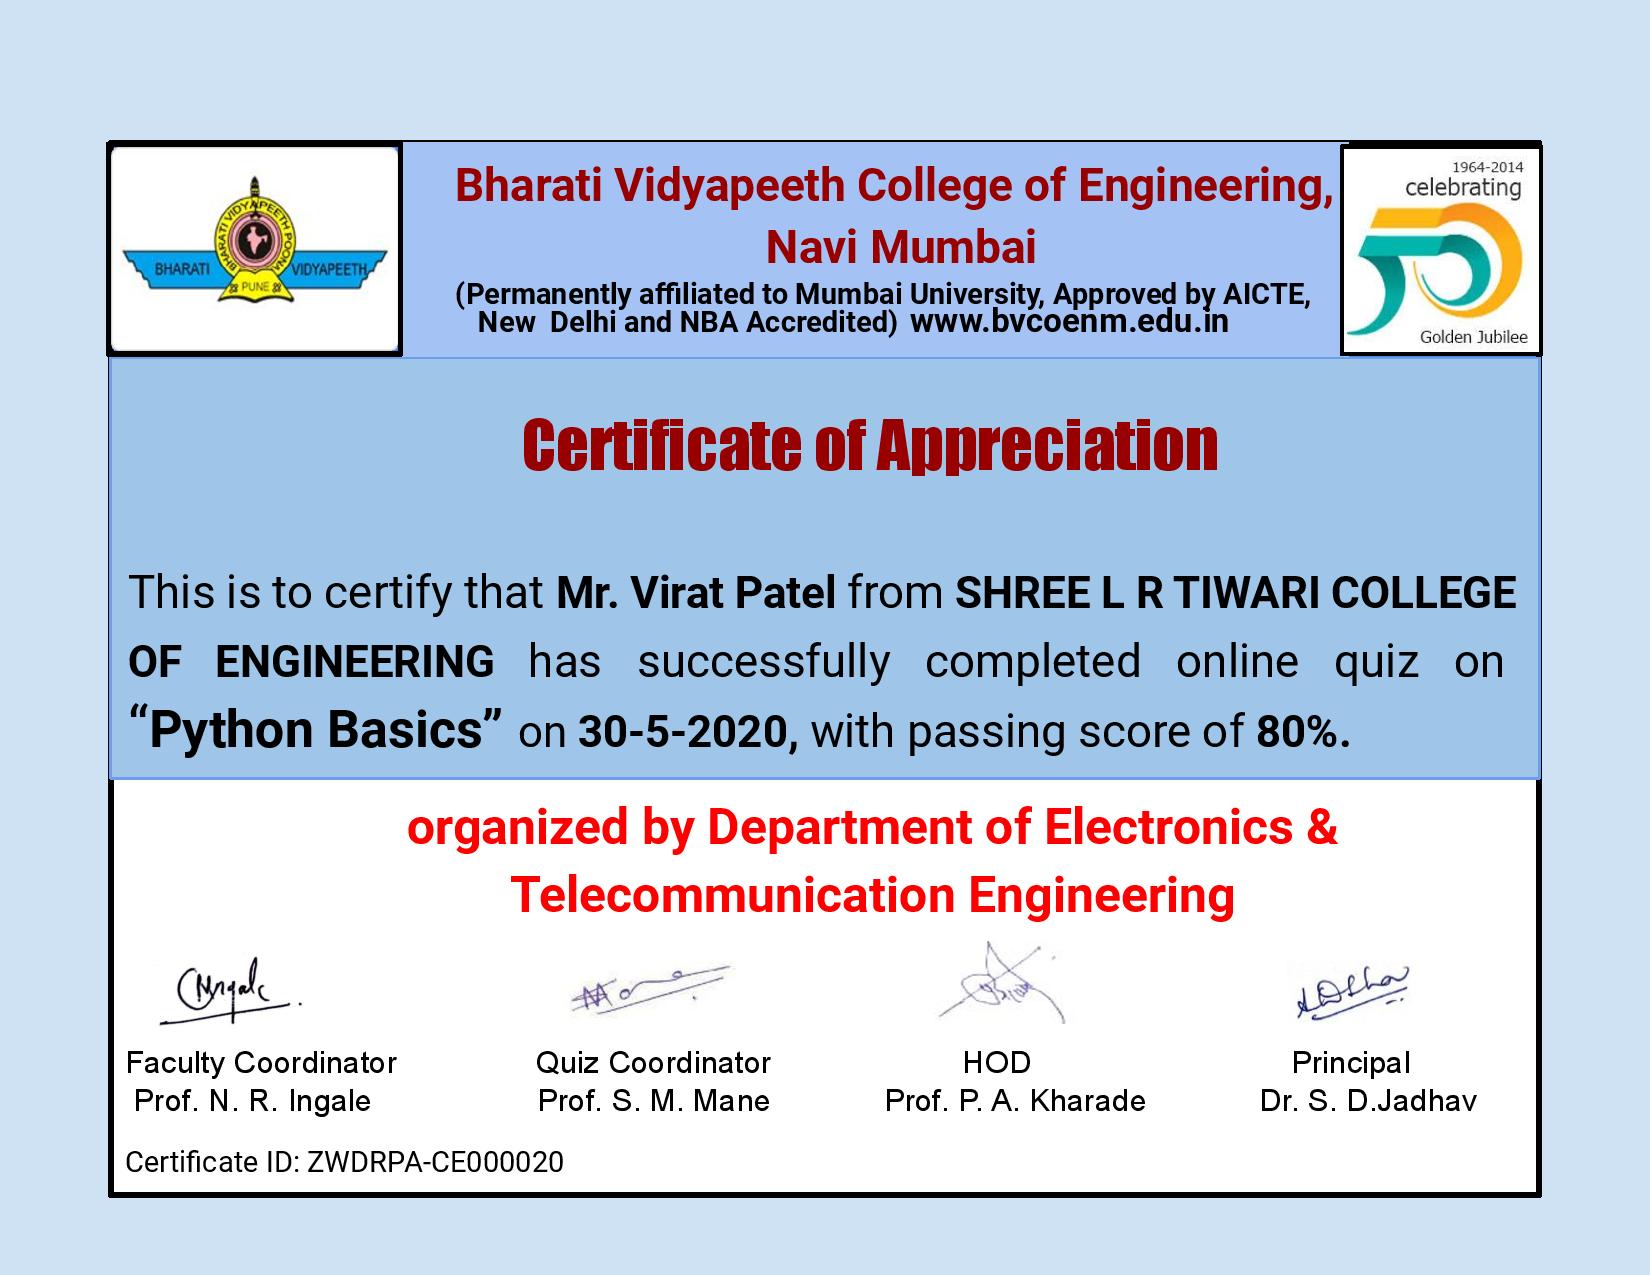 BHARATI VIDYAPEETH POONA
BHARATI VIDYAPEETH
PUNE
Bharati Vidyapeeth College of Engineering,
Navi Mumbai
(Permanently affiliated to Mumbai University, Approved by AICTE,
New Delhi and NBA Accredited) www.bvcoenm.edu.in
1964-2014
celebrating
50
Golden Jubilee
Certificate of Appreciation
This is to certify that Mr. Virat Patel from SHREE L R TIWARI COLLEGE
OF ENGINEERING has successfully completed online quiz on
“Python Basics” on 30-5-2020, with passing score of 80%.
organized by Department of Electronics &
Telecommunication Engineering
Faculty Coordinator Quiz Coordinator HOD Principal
Prof. N. R. Ingale Prof. S. M. Mane Prof. P. A. Kharade Dr. S. D.Jadhav
Certificate ID: ZWDRPA-CE000020